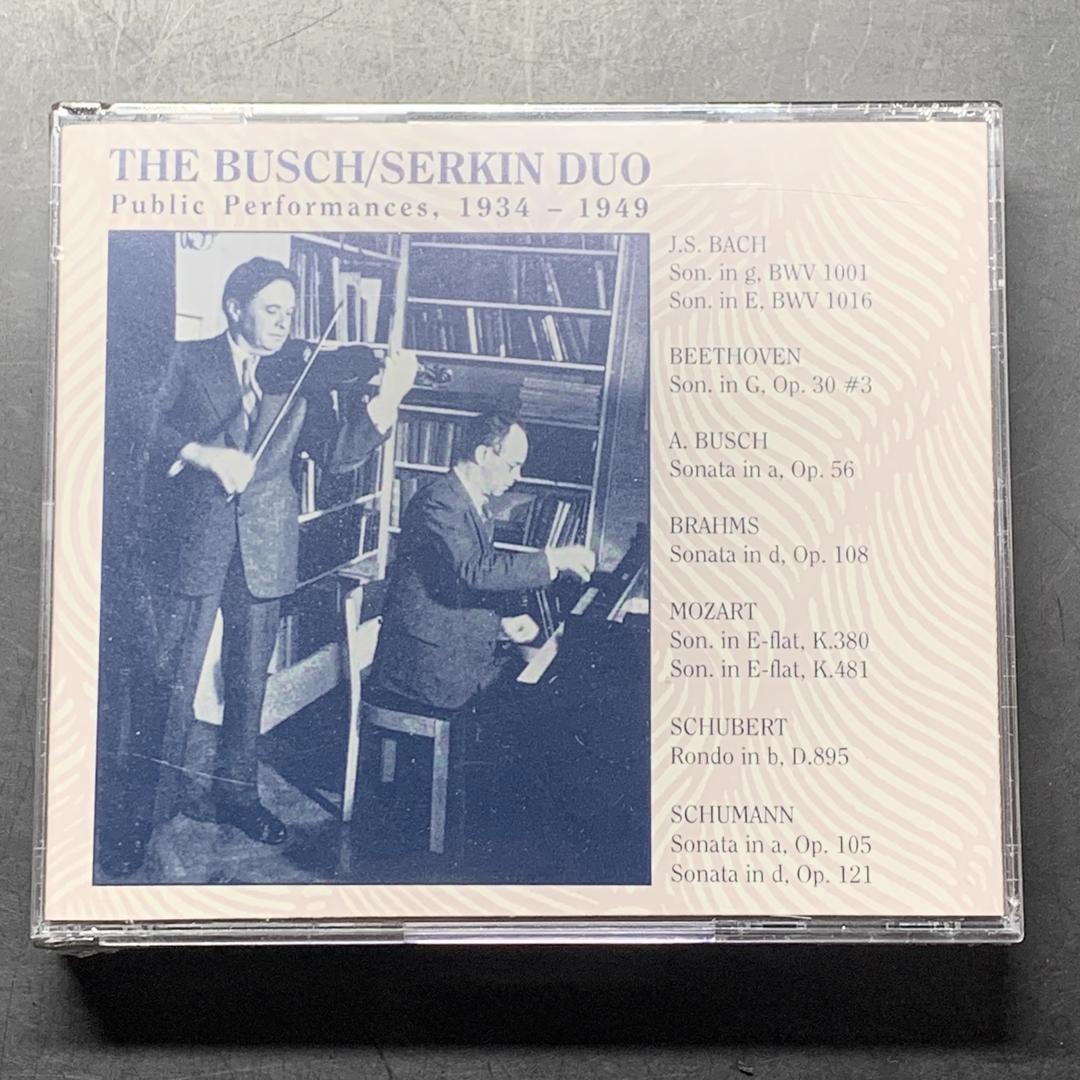 THE BUSCH/SERKIN DUO
Public Performances, 1934 – 1949
J.S. BACH
Son. in g, BWV 1001
Son. in E, BWV 1016
BEETHOVEN
Son. in G, Op. 30 #3
A. BUSCH
Sonata in a, Op. 56
BRAHMS
Sonata in d, Op. 108
MOZART
Son. in E-flat, K.380
Son. in E-flat, K.481
SCHUBERT
Rondo in b, D.895
SCHUMANN
Sonata in a, Op. 105
Sonata in d, Op. 121